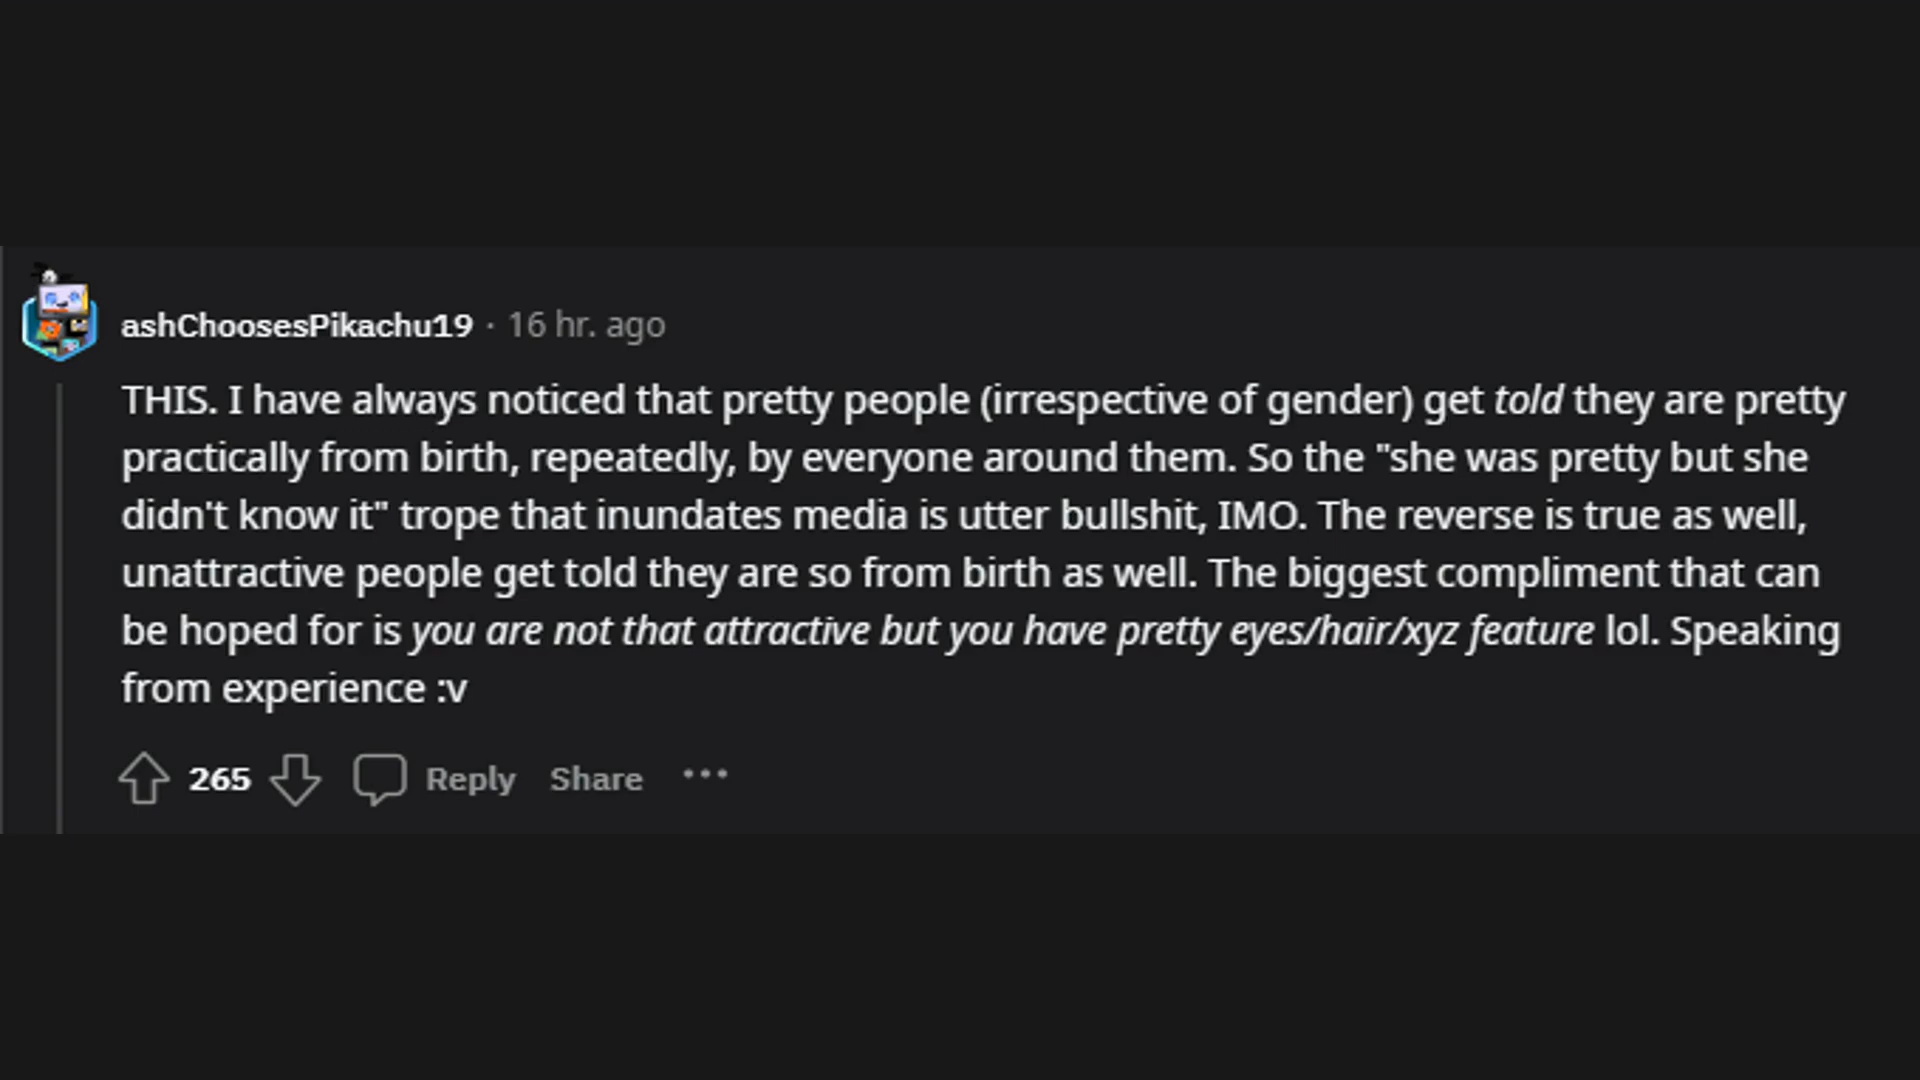 ashChoosesPikachu19 · 16 hr. ago
THIS. I have always noticed that pretty people (irrespective of gender) get told they are pretty
practically from birth, repeatedly, by everyone around them. So the "she was pretty but she
didn't know it" trope that inundates media is utter bullshit, IMO. The reverse is true as well,
unattractive people get told they are so from birth as well. The biggest compliment that can
be hoped for is you are not that attractive but you have pretty eyes/hair/xyz feature lol. Speaking
from experience :v
265 Reply Share ···